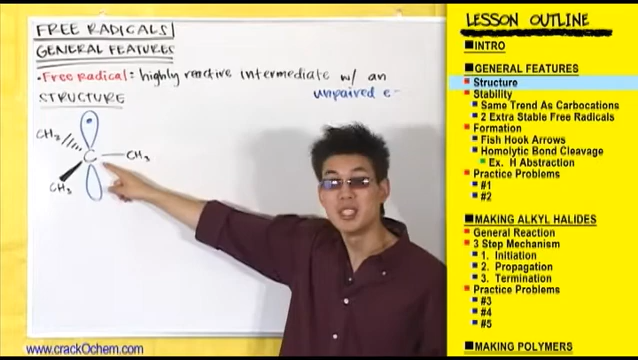 FREE RADICALS
GENERAL FEATURES
• Free Radical = highly reactive intermediate w/ an
unpaired e-
STRUCTURE
CH3
C
CH3
CH3
www.crackOchem.com
LESSON OUTLINE
INTRO
GENERAL FEATURES
Structure
Stability
Same Trend As Carbocations
2 Extra Stable Free Radicals
Formation
Fish Hook Arrows
Homolytic Bond Cleavage
Ex. H Abstraction
Practice Problems
#1
#2
MAKING ALKYL HALIDES
General Reaction
3 Step Mechanism
1. Initiation
2. Propagation
3. Termination
Practice Problems
#3
#4
#5
MAKING POLYMERS